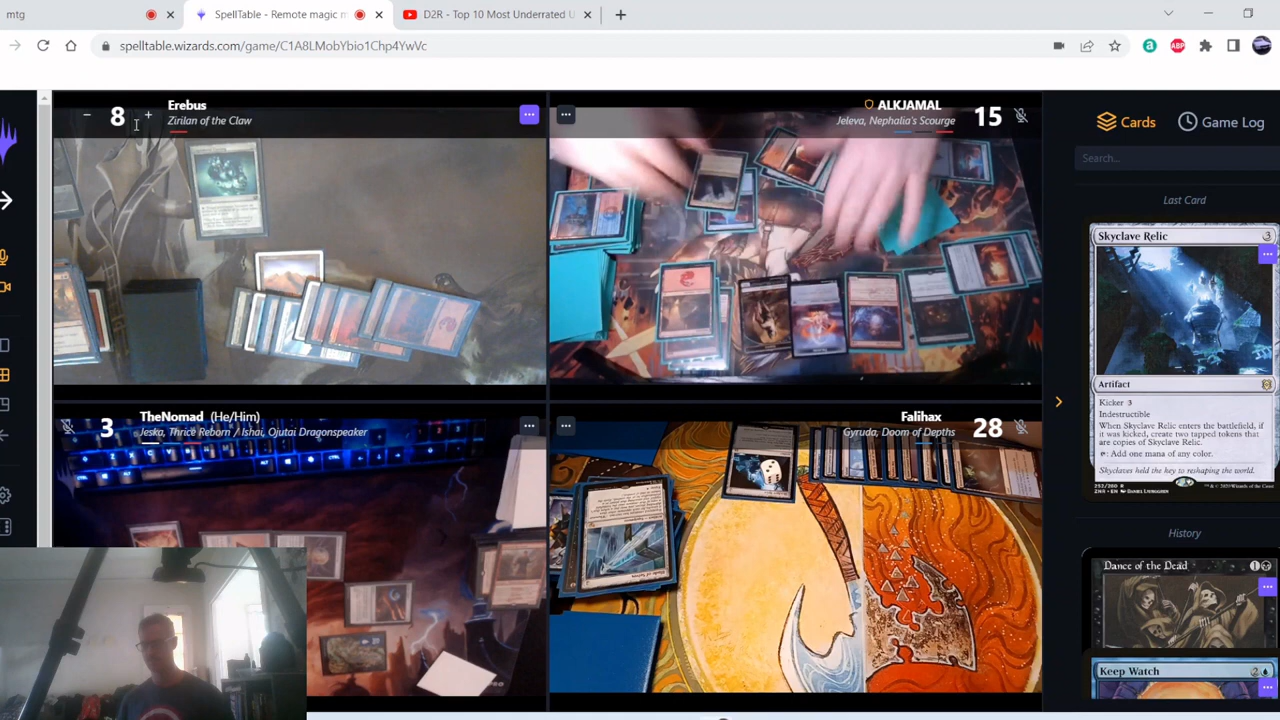 mtg
SpellTable - Remote magic m
D2R - Top 10 Most Underrated U
spelltable.wizards.com/game/C1A8LMobYbio1Chp4YwVc
ABP
8
Erebus
Zirilan of the Claw
ALKJAMAL
Jeleva, Nephalia's Scourge
15
Cards
Game Log
Search...
Last Card
Skyclave Relic 3
Artifact
Kicker 3
Indestructible
When Skyclave Relic enters the battlefield, if
it was kicked, create two tapped tokens that
are copies of Skyclave Relic.
: Add one mana of any color.
Skyclaves held the key to reshaping the world.
3
TheNomad (He/Him)
Jeska, Thrice Reborn / Ishai, Ojutai Dragonspeaker
Falihax
Gyruda, Doom of Depths
28
History
Dance of the Dead 1
Keep Watch 2